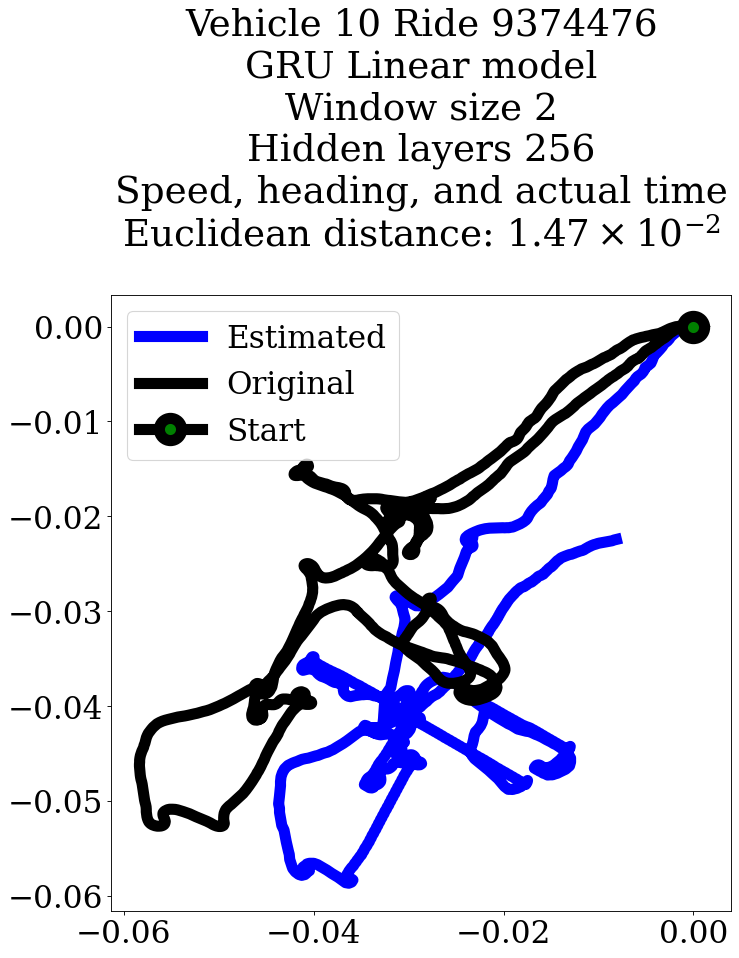 Vehicle 10 Ride 9374476
GRU Linear model
Window size 2
Hidden layers 256
Speed, heading, and actual time
Euclidean distance: 1.47 × 10⁻²
Estimated
Original
Start
0.00
−0.01
−0.02
−0.03
−0.04
−0.05
−0.06
−0.06
−0.04
−0.02
0.00